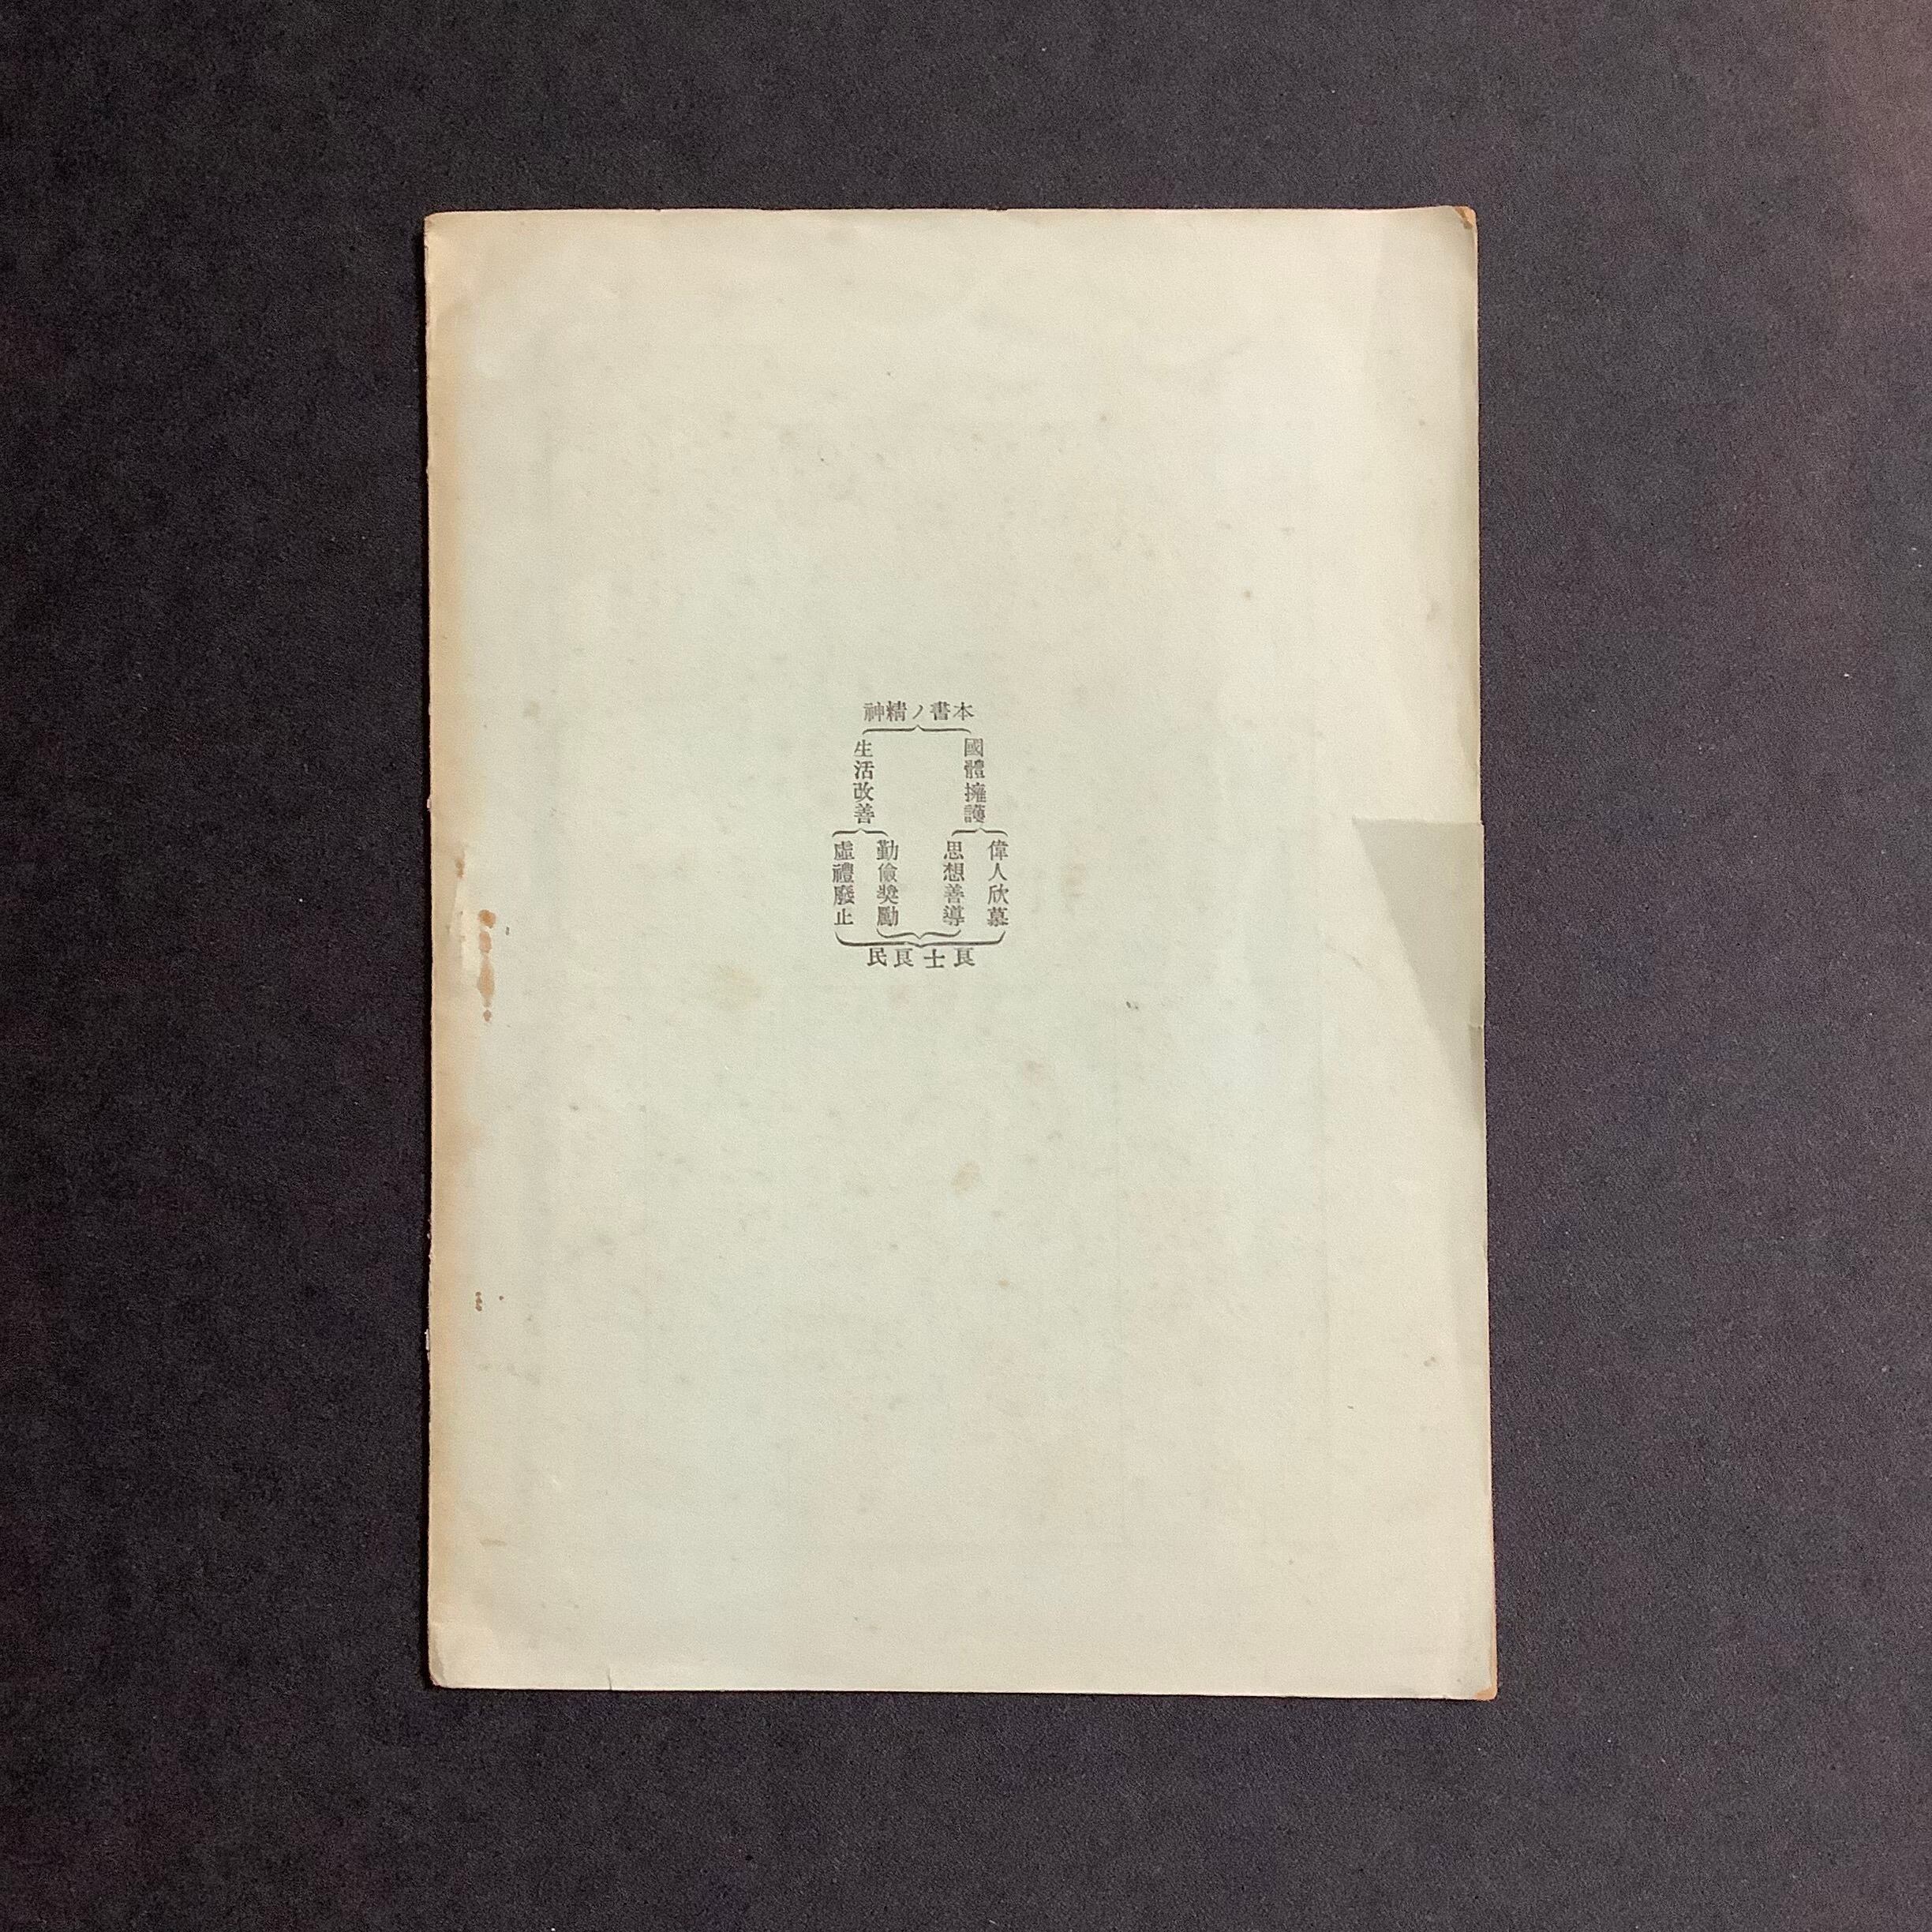 本書ノ精神
國體擁護
偉人欣慕
思想善導
生活改善
勤儉奬勵
虛禮廢止
良士良民